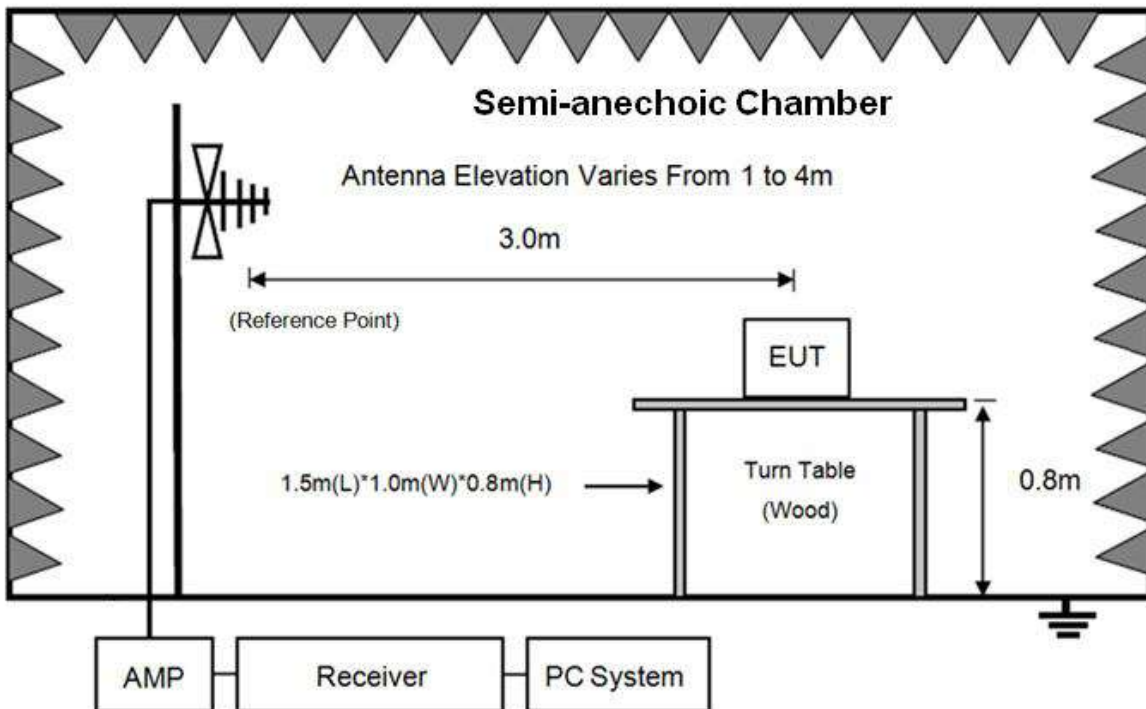 Semi-anechoic Chamber
Antenna Elevation Varies From 1 to 4m
3.0m
(Reference Point)
EUT
1.5m(L)*1.0m(W)*0.8m(H)
Turn Table
(Wood)
0.8m
AMP
Receiver
PC System